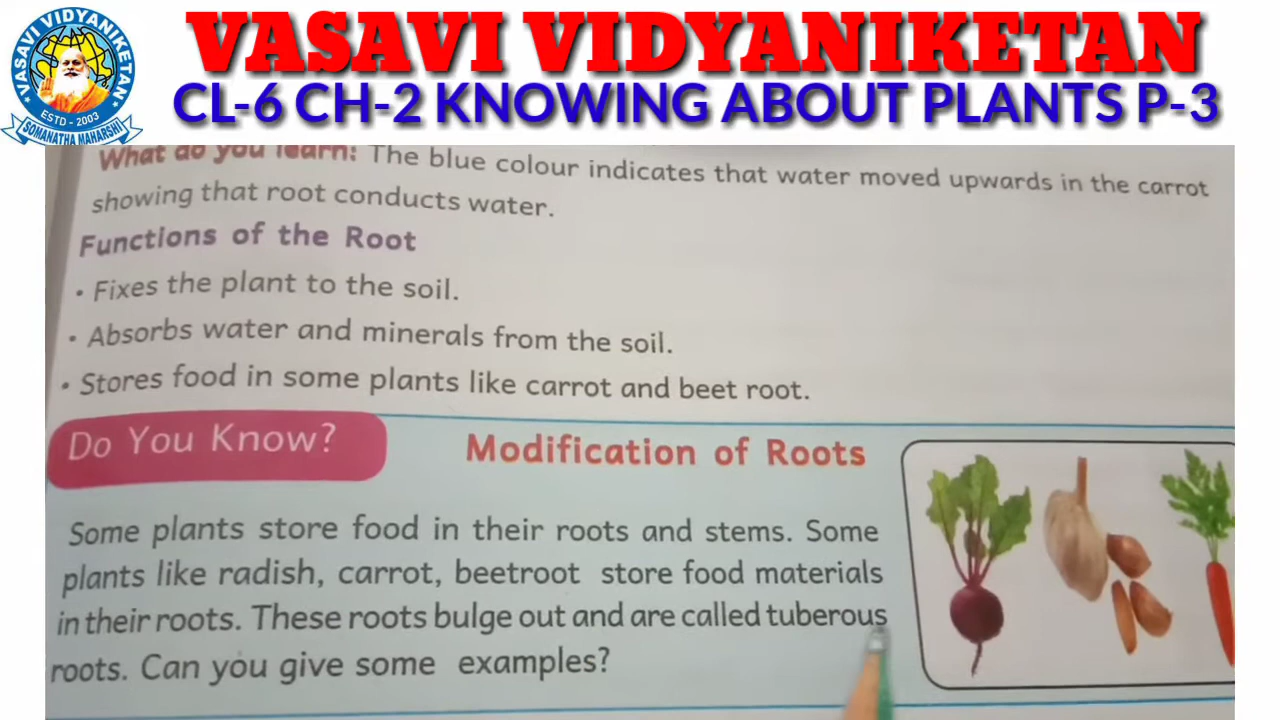 VASAVI VIDYANIKETAN
VASAVI VIDYANIKETAN
ESTD - 2003
SOMANATHA MAHARSHI
CL-6 CH-2 KNOWING ABOUT PLANTS P-3
What do you learn: The blue colour indicates that water moved upwards in the carrot
showing that root conducts water.
Functions of the Root
• Fixes the plant to the soil.
• Absorbs water and minerals from the soil.
• Stores food in some plants like carrot and beet root.
Do You Know?
Modification of Roots
Some plants store food in their roots and stems. Some
plants like radish, carrot, beetroot store food materials
in their roots. These roots bulge out and are called tuberous
roots. Can you give some examples?